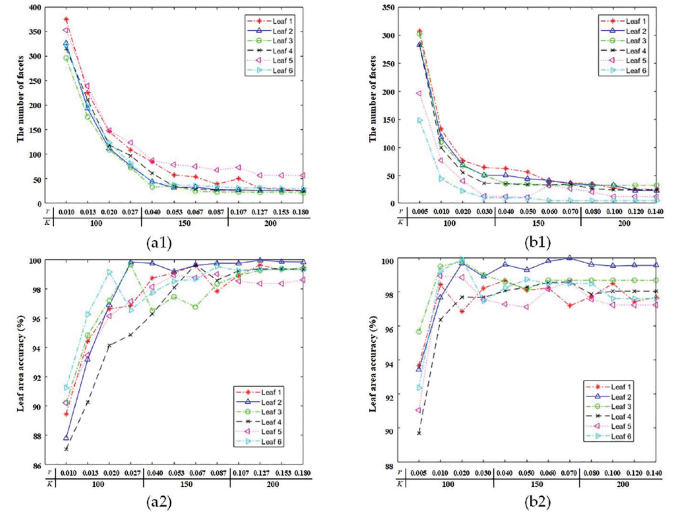 The number of facets
400
350
300
250
200
150
100
50
0
Leaf 1
Leaf 2
Leaf 3
Leaf 4
Leaf 5
Leaf 6
r 0.010 0.013 0.020 0.027 0.040 0.053 0.067 0.087 0.107 0.127 0.153 0.180
K 100 150 200
(a1)
The number of facets
350
300
250
200
150
100
50
0
Leaf 1
Leaf 2
Leaf 3
Leaf 4
Leaf 5
Leaf 6
r 0.005 0.010 0.020 0.030 0.040 0.050 0.060 0.070 0.080 0.100 0.120 0.140
K 100 150 200
(b1)
Leaf area accuracy (%)
100
98
96
94
92
90
88
86
Leaf 1
Leaf 2
Leaf 3
Leaf 4
Leaf 5
Leaf 6
r 0.010 0.013 0.020 0.027 0.040 0.053 0.067 0.087 0.107 0.127 0.153 0.180
K 100 150 200
(a2)
Leaf area accuracy (%)
100
98
96
94
92
90
88
Leaf 1
Leaf 2
Leaf 3
Leaf 4
Leaf 5
Leaf 6
r 0.005 0.010 0.020 0.030 0.040 0.050 0.060 0.070 0.080 0.100 0.120 0.140
K 100 150 200
(b2)